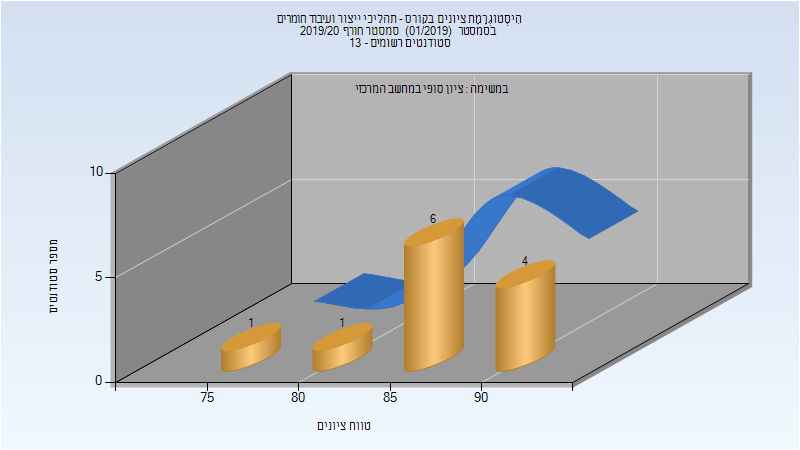 היסטוגרמת ציונים בקורס - תהליכי ייצור ועיבוד חומרים
בסמסטר (01/2019) סמסטר חורף 2019/20
סטודנטים רשומים - 13
במשימה : ציון סופי במחשב המרכזי
מספר סטודנטים
10
5
0
1
1
6
4
75
80
85
90
טווח ציונים